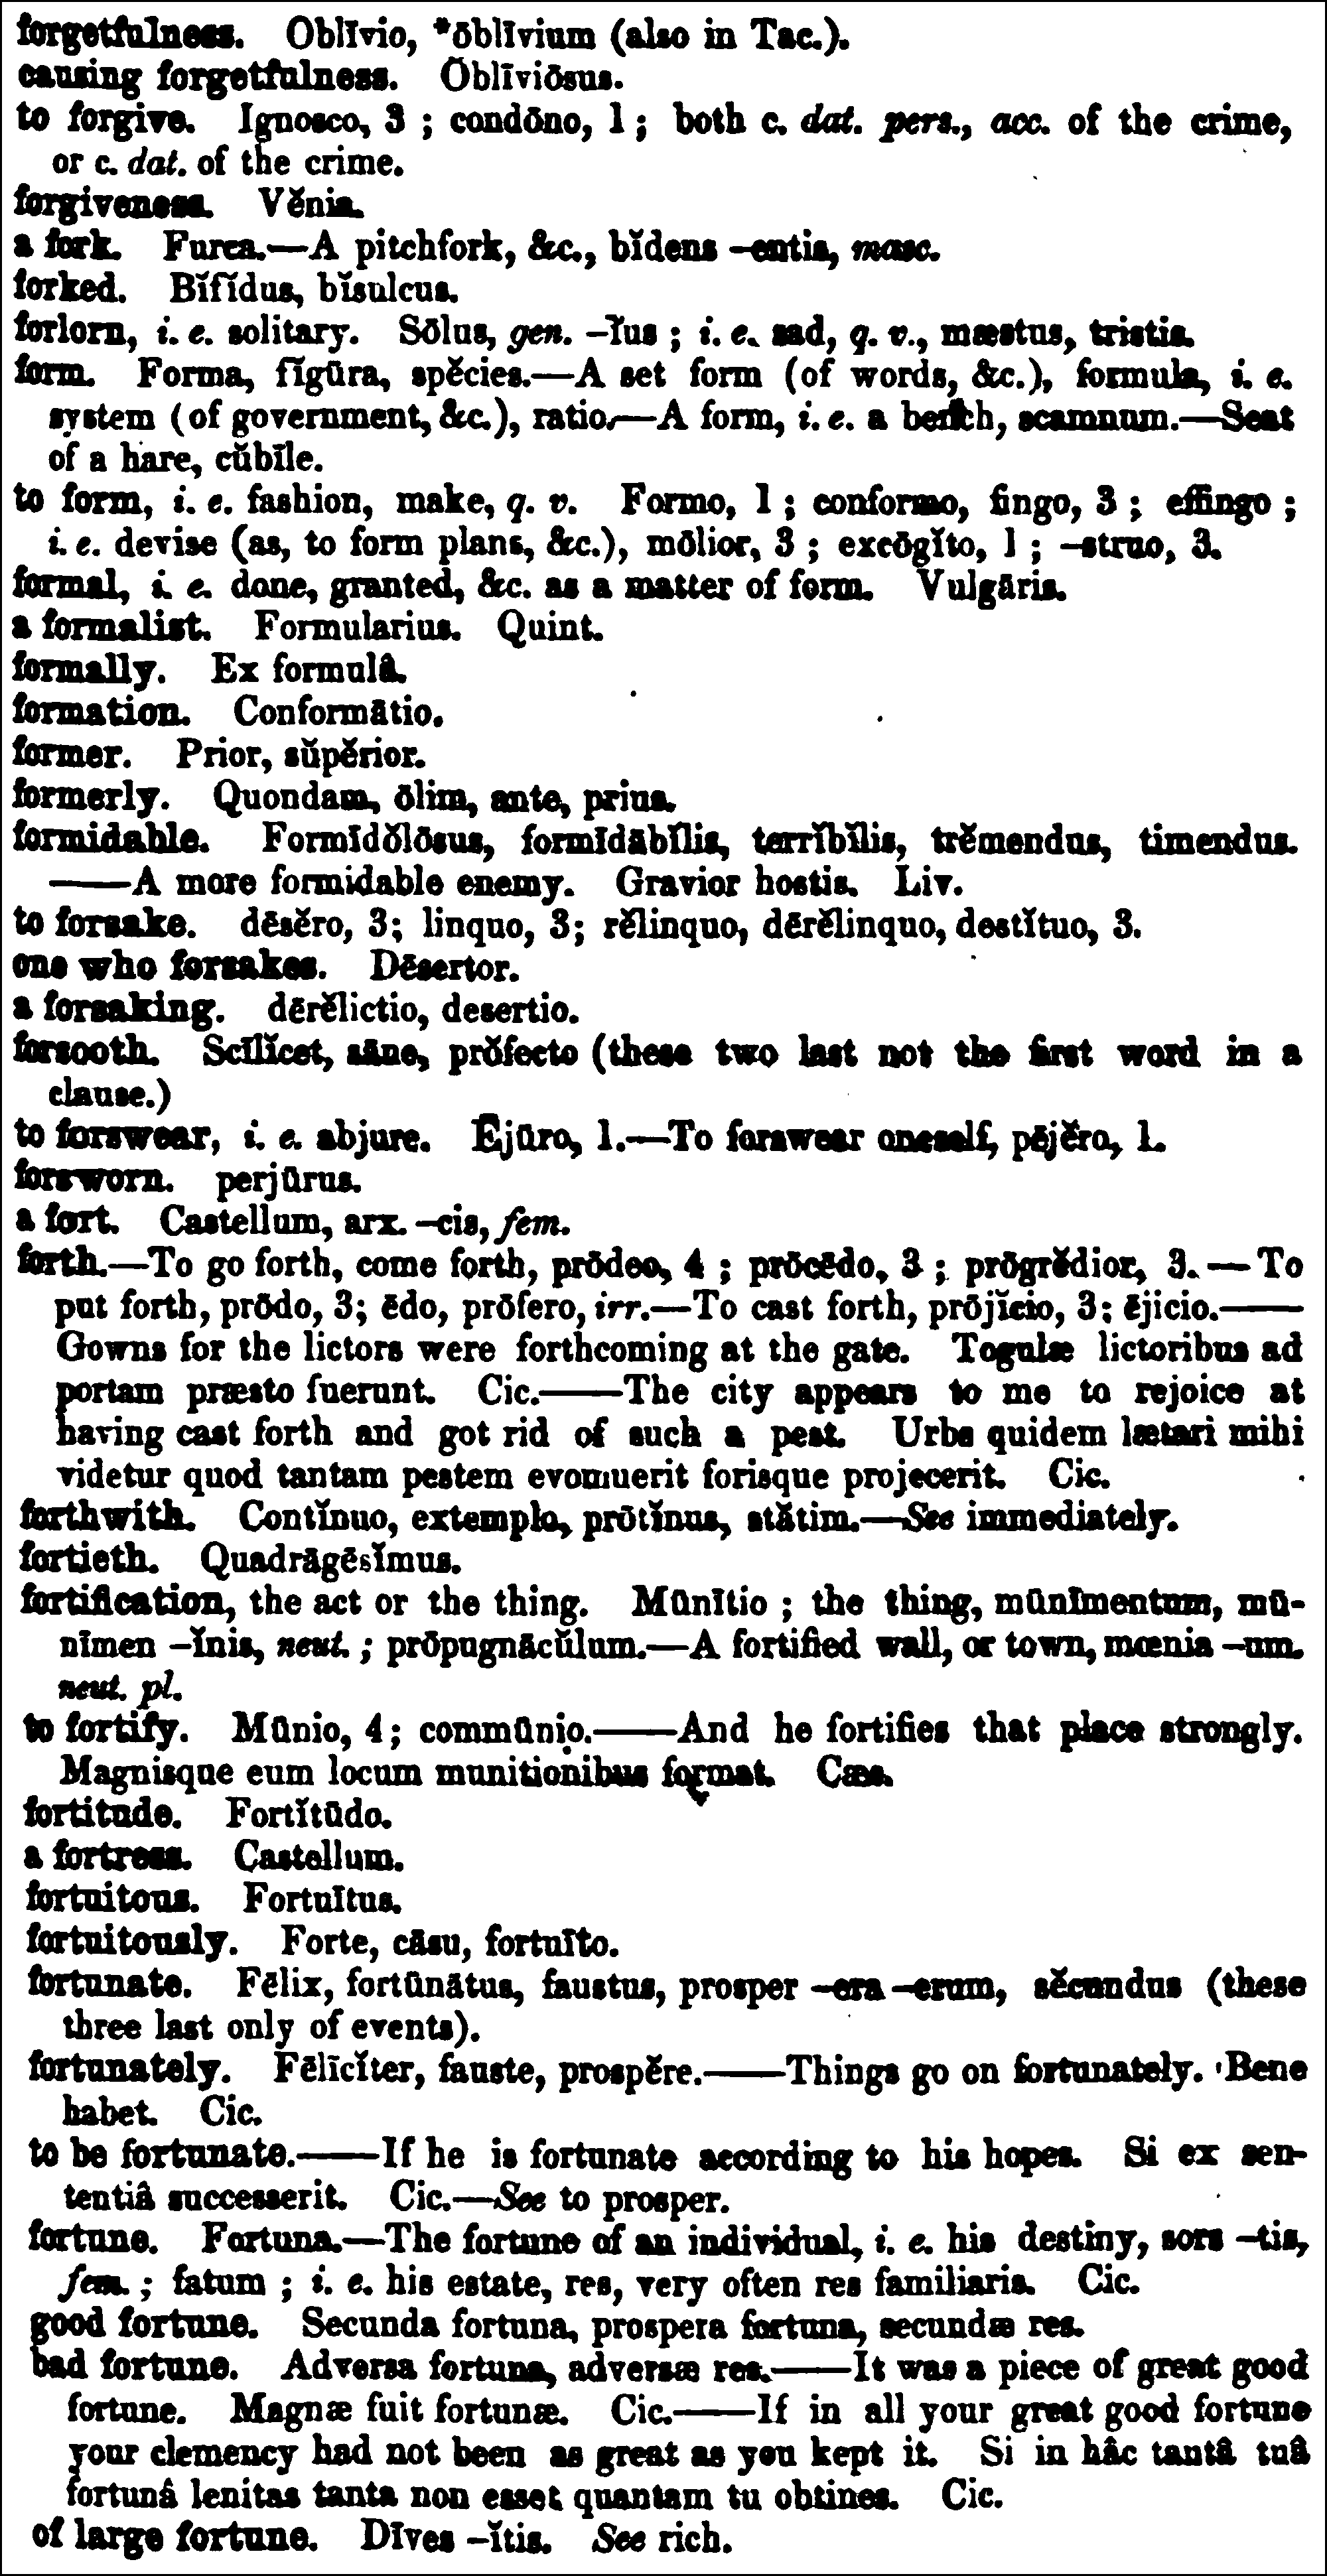 forgetfulness. Oblīvio, *ōblīvium (also in Tac.).
causing forgetfulness. Ŏblīviōsus.
to forgive. Ignosco, 3 ; condōno, 1 ; both c. dat. pers., acc. of the crime,
or c. dat. of the crime.
forgiveness. Vĕnia.
a fork. Furca.—A pitchfork, &c., bĭdens –entis, masc.
forked. Bĭfĭdus, bĭsulcus.
forlorn, i. e. solitary. Sōlus, gen. –ĭus ; i. e. sad, q. v., mæstus, tristis.
form. Forma, fĭgūra, spĕcies.—A set form (of words, &c.), formula, i. e.
system (of government, &c.), ratio.—A form, i. e. a bench, scamnum.—Seat
of a hare, cŭbīle.
to form, i. e. fashion, make, q. v. Formo, 1 ; conformo, fingo, 3 ; effingo ;
i. e. devise (as, to form plans, &c.), mōlior, 3 ; excōgĭto, 1 ; –struo, 3.
formal, i. e. done, granted, &c. as a matter of form. Vulgāris.
a formalist. Formularius. Quint.
formally. Ex formulâ.
formation. Conformātio.
former. Prior, sŭpĕrior.
formerly. Quondam, ōlim, ante, prius.
formidable. Formīdŏlōsus, formīdābĭlis, terrĭbĭlis, trĕmendus, timendus.
——A more formidable enemy. Gravior hostis. Liv.
to forsake. dēsĕro, 3; linquo, 3; rĕlinquo, dērĕlinquo, destĭtuo, 3.
one who forsakes. Dēsertor.
a forsaking. dērĕlictio, desertio.
forsooth. Scīlĭcet, sāne, prŏfecto (these two last not the first word in a
clause.)
to forswear, i. e. abjure. Ējūro, 1.—To forswear oneself, pējĕro, 1.
forsworn. perjūrus.
a fort. Castellum, arx. –cis, fem.
forth.—To go forth, come forth, prōdeo, 4 ; prōcēdo, 3 ; prōgrĕdior, 3.—To
put forth, prōdo, 3; ēdo, prōfero, irr.—To cast forth, prōjĭcio, 3; ējicio.——
Gowns for the lictors were forthcoming at the gate. Togulæ lictoribus ad
portam præsto fuerunt. Cic.——The city appears to me to rejoice at
having cast forth and got rid of such a pest. Urbs quidem lætari mihi
videtur quod tantam pestem evomuerit forisque projecerit. Cic.
forthwith. Contĭnuo, extemplo, prōtĭnus, stătim.—See immediately.
fortieth. Quadrāgēsĭmus.
fortification, the act or the thing. Mūnītio ; the thing, mūnīmentum, mū-
nīmen –ĭnis, neut. ; prōpugnācŭlum.—A fortified wall, or town, mœnia –um.
neut. pl.
to fortify. Mūnio, 4; commūnio.——And he fortifies that place strongly.
Magnisque eum locum munitionibus format. Cæs.
fortitude. Fortĭtūdo.
a fortress. Castellum.
fortuitous. Fortuītus.
fortuitously. Forte, cāsu, fortuīto.
fortunate. Fēlix, fortūnātus, faustus, prosper –era –erum, sĕcundus (these
three last only of events).
fortunately. Fēlīcĭter, fauste, prospĕre.——Things go on fortunately. Bene
habet. Cic.
to be fortunate.——If he is fortunate according to his hopes. Si ex sen-
tentiâ successerit. Cic.—See to prosper.
fortune. Fortuna.—The fortune of an individual, i. e. his destiny, sors –tis,
fem. ; fatum ; i. e. his estate, res, very often res familiaris. Cic.
good fortune. Secunda fortuna, prospera fortuna, secundæ res.
bad fortune. Adversa fortuna, adversæ res.——It was a piece of great good
fortune. Magnæ fuit fortunæ. Cic.——If in all your great good fortune
your clemency had not been as great as you kept it. Si in hâc tantâ tuâ
fortunâ lenitas tanta non esset quantam tu obtines. Cic.
of large fortune. Dīves –ĭtis. See rich.